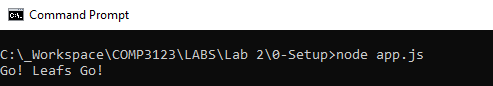 Command Prompt
C:\_Workspace\COMP3123\LABS\Lab 2\0-Setup>node app.js
Go! Leafs Go!